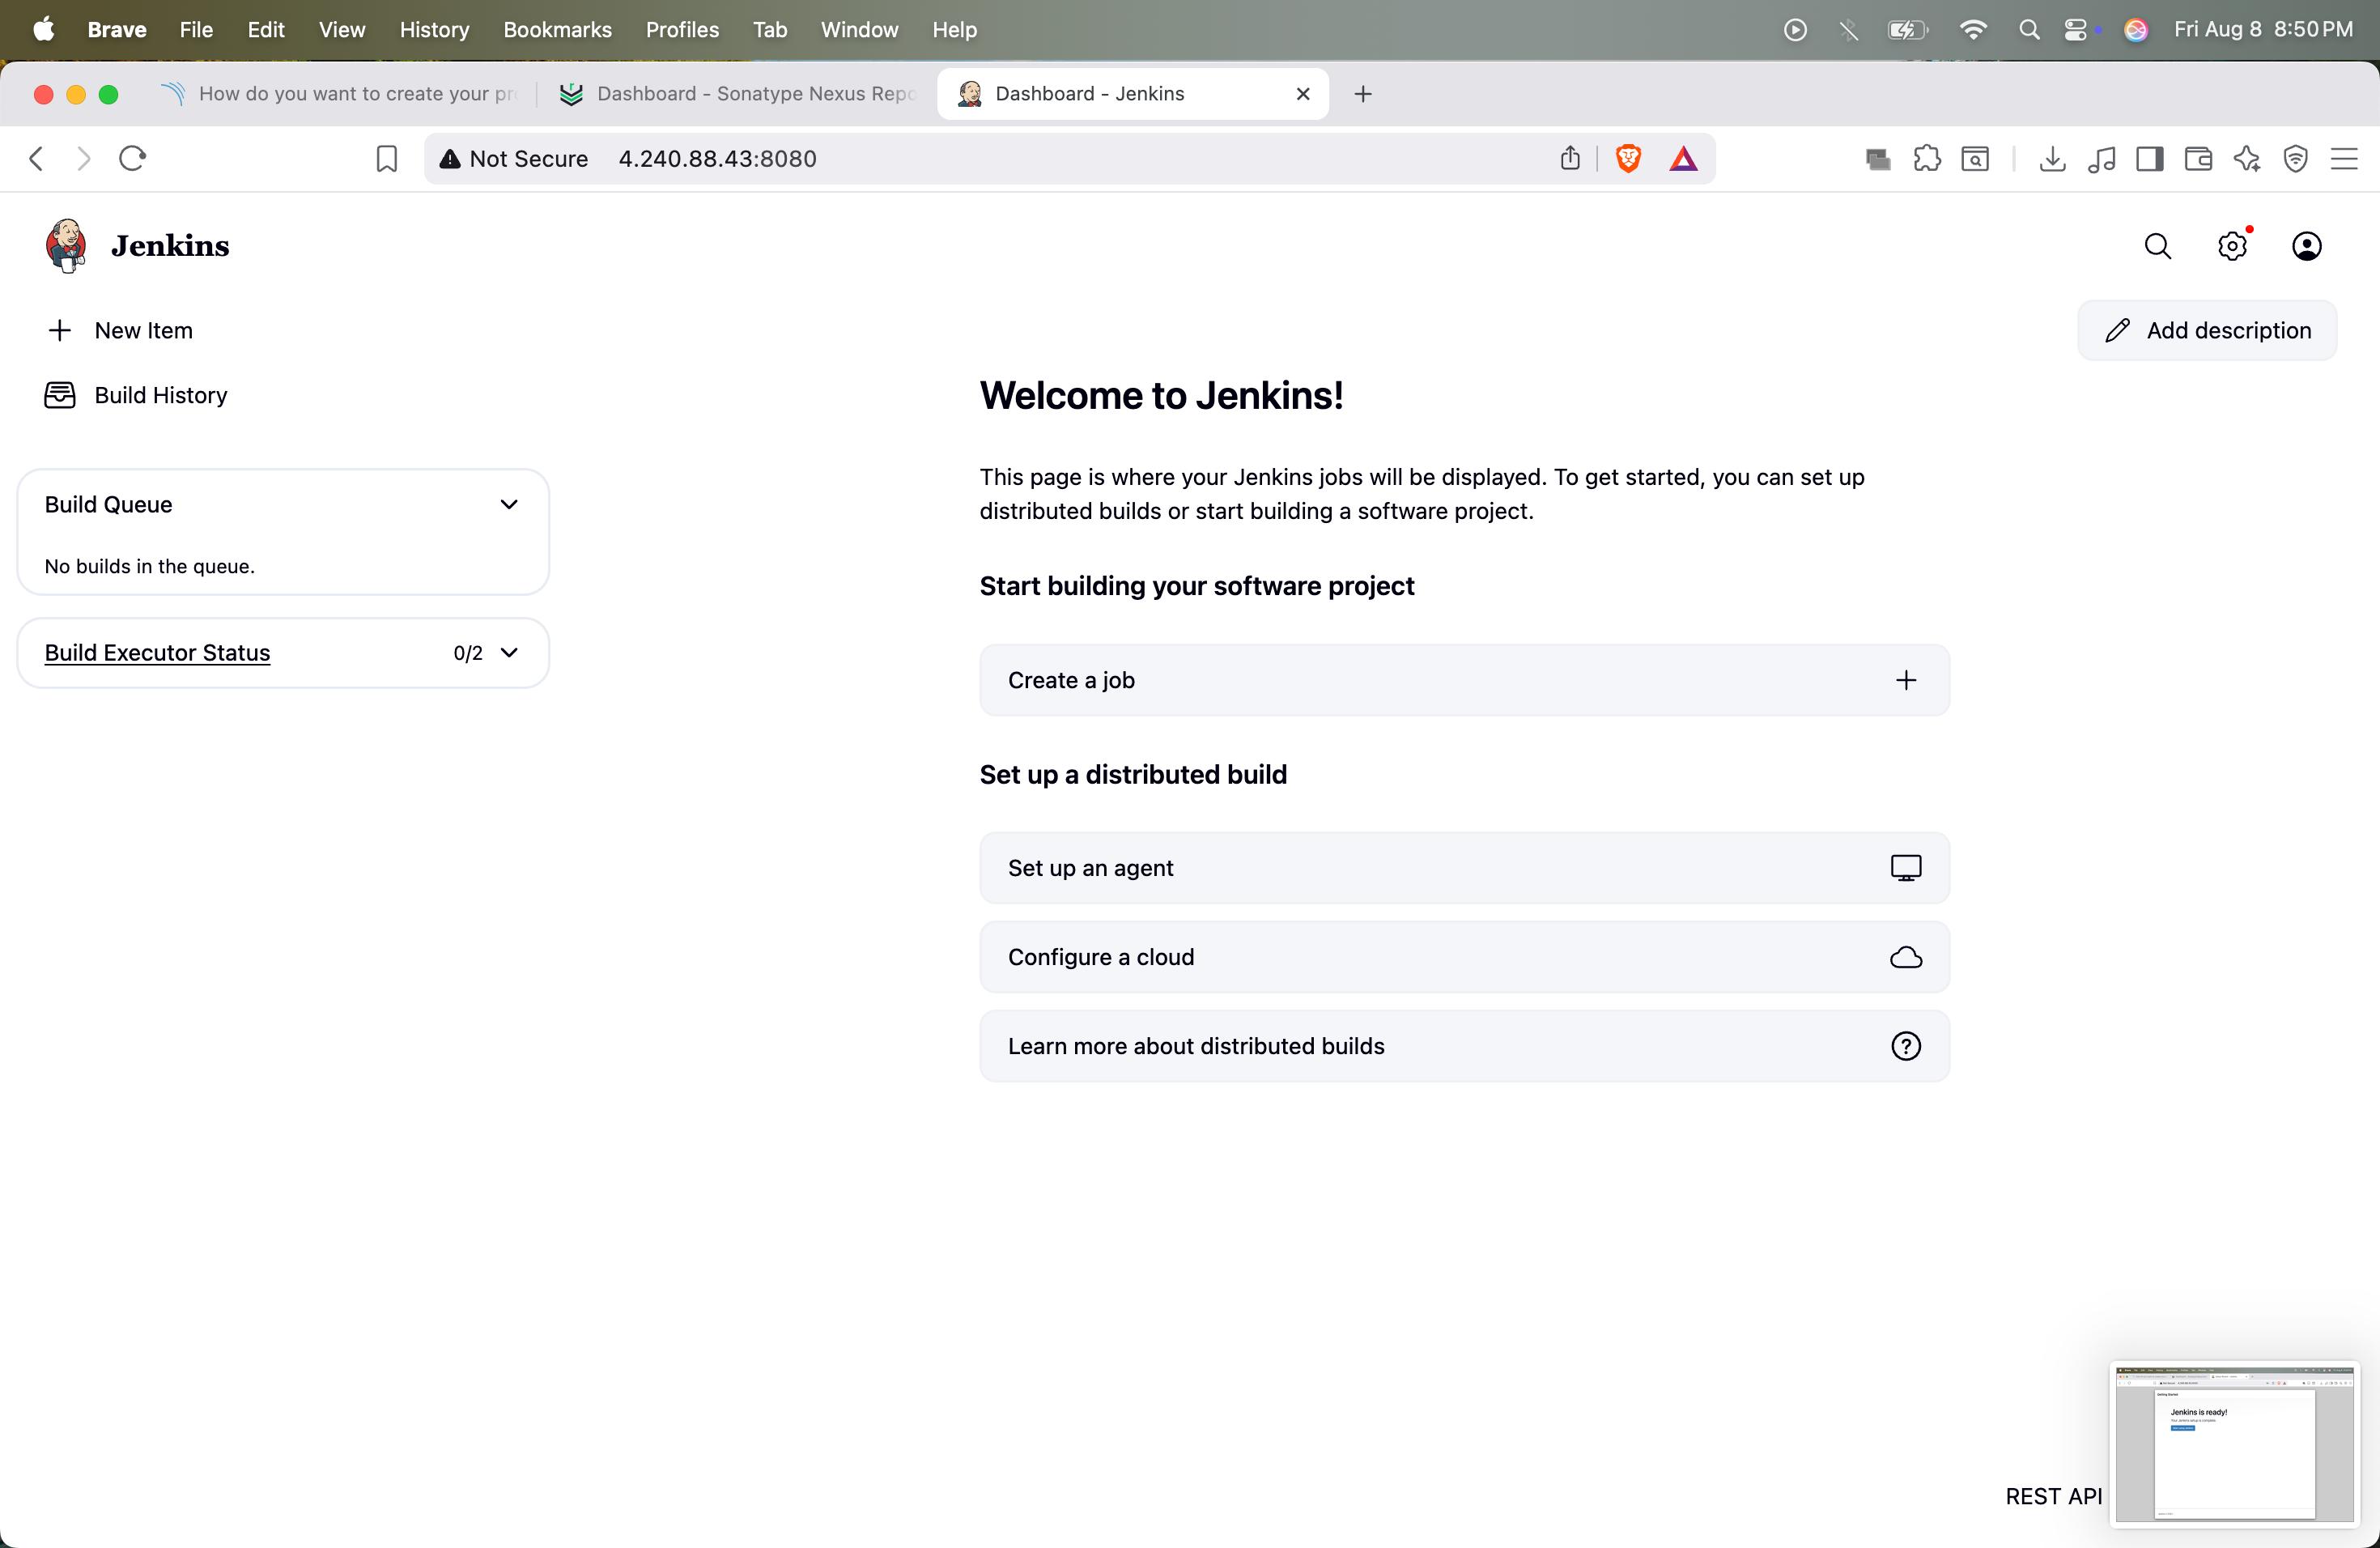 Brave File Edit View History Bookmarks Profiles Tab Window Help Fri Aug 8 8:50 PM
How do you want to create your pr Dashboard - Sonatype Nexus Repo Dashboard - Jenkins
Not Secure 4.240.88.43:8080
Jenkins
New Item
Add description
Build History
Welcome to Jenkins!
Build Queue
No builds in the queue.
Build Executor Status 0/2
This page is where your Jenkins jobs will be displayed. To get started, you can set up
distributed builds or start building a software project.
Start building your software project
Create a job
Set up a distributed build
Set up an agent
Configure a cloud
Learn more about distributed builds
REST API
Jenkins is ready!